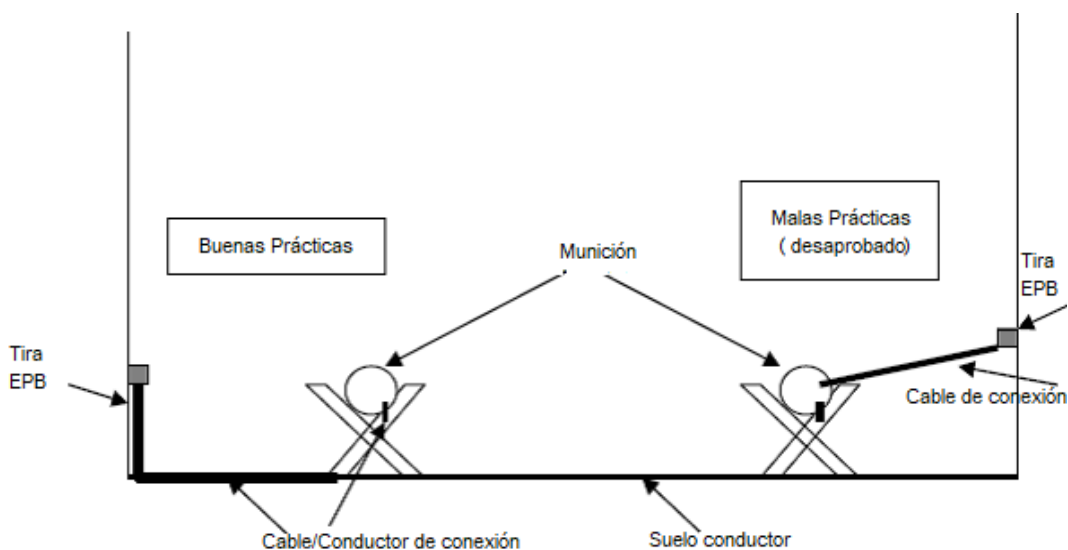 Buenas Prácticas
Malas Prácticas
( desaprobado)
Munición
Tira
EPB
Tira
EPB
Cable de conexión
Cable/Conductor de conexión
Suelo conductor